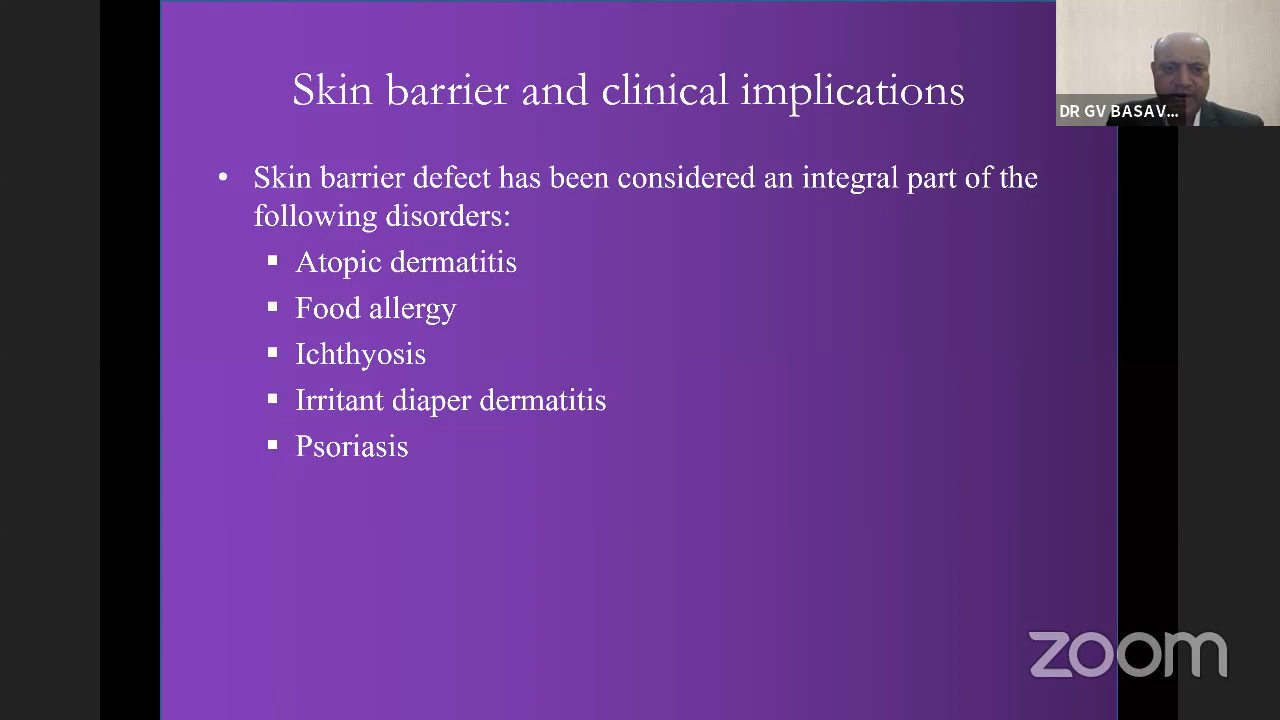 Skin barrier and clinical implications
DR GV BASAV...
• Skin barrier defect has been considered an integral part of the
following disorders:
▪ Atopic dermatitis
▪ Food allergy
▪ Ichthyosis
▪ Irritant diaper dermatitis
▪ Psoriasis
zoom